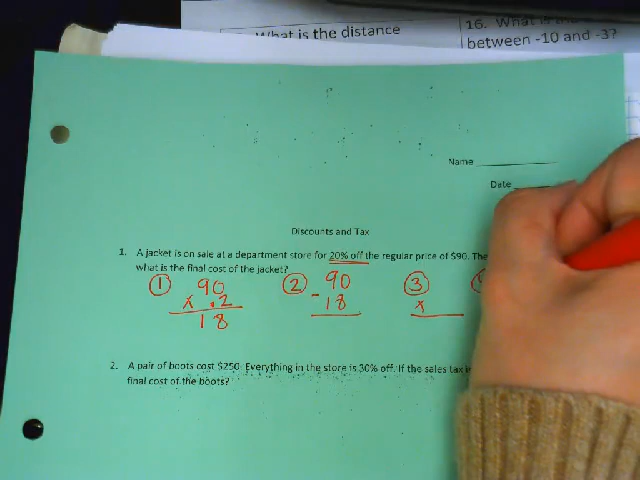 What is the distance
16. What is the
between -10 and -3?
Name
Date
Discounts and Tax
1. A jacket is on sale at a department store for 20% off the regular price of $90. The
what is the final cost of the jacket?
1 90 2 90 3
x .2 - 18 x
18
2. A pair of boots cost $250. Everything in the store is 30% off. If the sales tax
final cost of the boots?